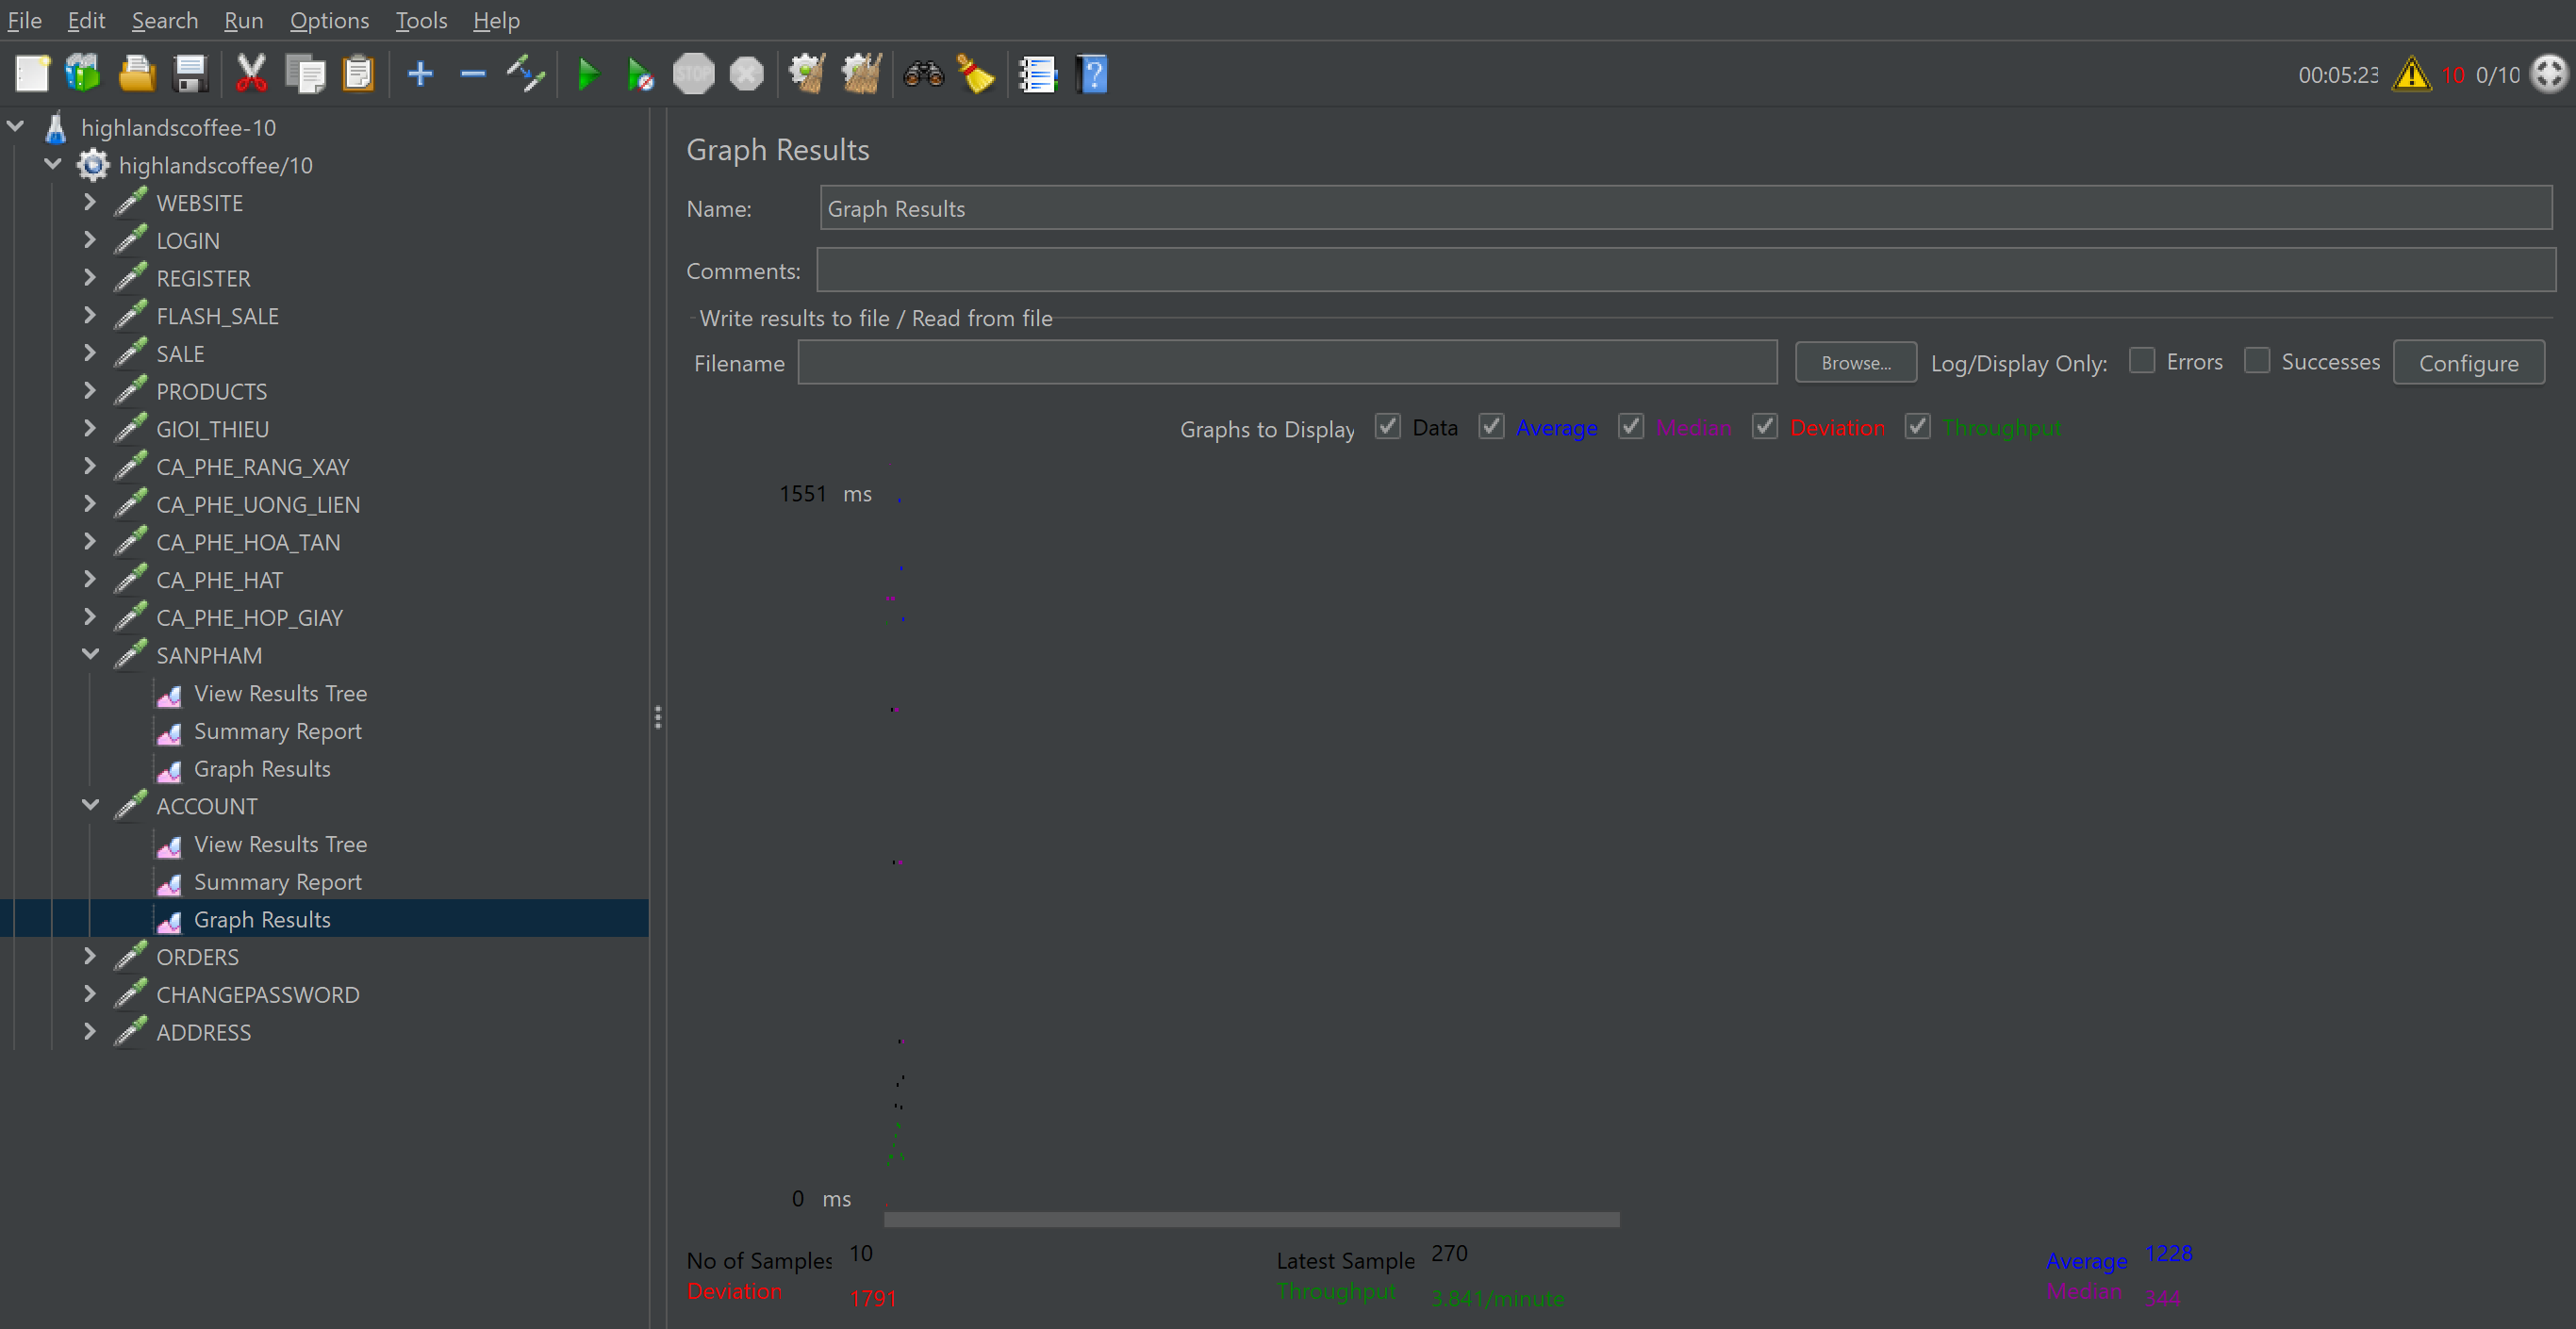 File Edit Search Run Options Tools Help
STOP
00:05:23 10 0/10
highlandscoffee-10
highlandscoffee/10
WEBSITE
LOGIN
REGISTER
FLASH_SALE
SALE
PRODUCTS
GIOI_THIEU
CA_PHE_RANG_XAY
CA_PHE_UONG_LIEN
CA_PHE_HOA_TAN
CA_PHE_HAT
CA_PHE_HOP_GIAY
SANPHAM
View Results Tree
Summary Report
Graph Results
ACCOUNT
View Results Tree
Summary Report
Graph Results
ORDERS
CHANGEPASSWORD
ADDRESS
Graph Results
Name: Graph Results
Comments:
Write results to file / Read from file
Filename Browse... Log/Display Only: Errors Successes Configure
Graphs to Display Data Average Median Deviation Throughput
1551 ms
0 ms
No of Samples 10 Latest Sample 270 Average 1228
Deviation 1791 Throughput 3.841/minute Median 344